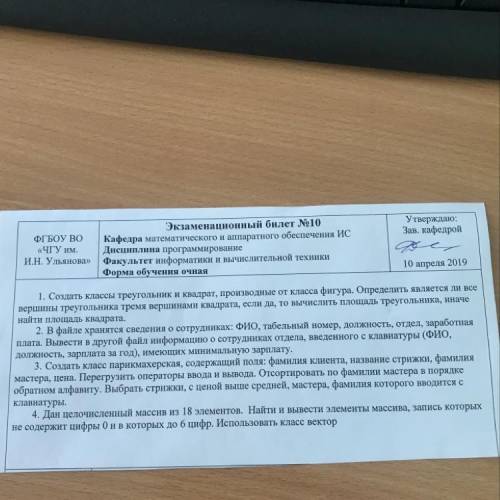 Экзаменационный билет №10
ФГБОУ ВО
«ЧГУ им.
И.Н. Ульянова»
Кафедра математического и аппаратного обеспечения ИС
Дисциплина программирование
Факультет информатики и вычислительной техники
Форма обучения очная
Утверждаю:
Зав. кафедрой
10 апреля 2019
1. Создать классы треугольник и квадрат, производные от класса фигура. Определить является ли все
вершины треугольника тремя вершинами квадрата, если да, то вычислить площадь треугольника, иначе
найти площадь квадрата.
2. В файле хранятся сведения о сотрудниках: ФИО, табельный номер, должность, отдел, заработная
плата. Вывести в другой файл информацию о сотрудниках отдела, введенного с клавиатуры (ФИО,
должность, зарплата за год), имеющих минимальную зарплату.
3. Создать класс парикмахерская, содержащий поля: фамилия клиента, название стрижки, фамилия
мастера, цена. Перегрузить операторы ввода и вывода. Отсортировать по фамилии мастера в порядке
обратном алфавиту. Выбрать стрижки, с ценой выше средней, мастера, фамилия которого вводится с
клавиатуры.
4. Дан целочисленный массив из 18 элементов. Найти и вывести элементы массива, запись которых
не содержит цифры 0 и в которых до 6 цифр. Использовать класс вектор